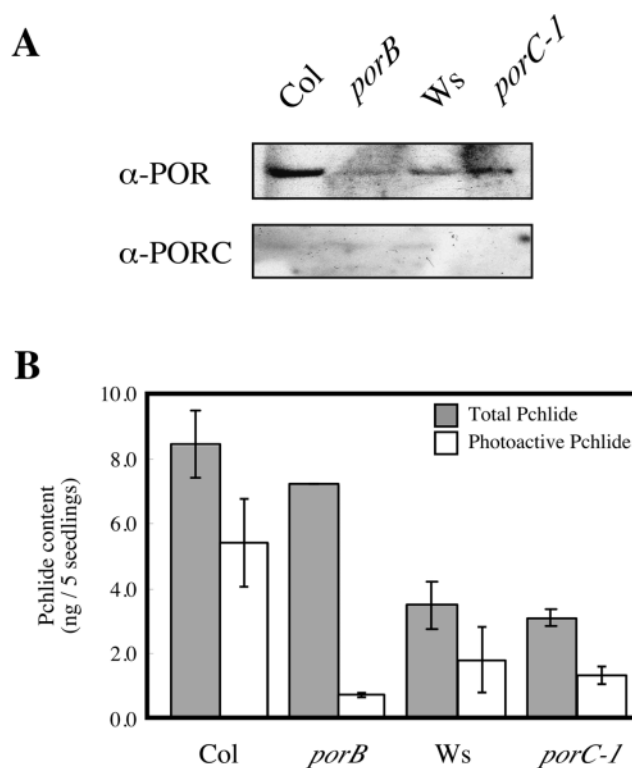 A
Col porB Ws porC-1
α-POR
α-PORC
B
10.0
8.0
6.0
4.0
2.0
0.0
Pchlide content
(ng / 5 seedlings)
Total Pchlide
Photoactive Pchlide
Col porB Ws porC-1